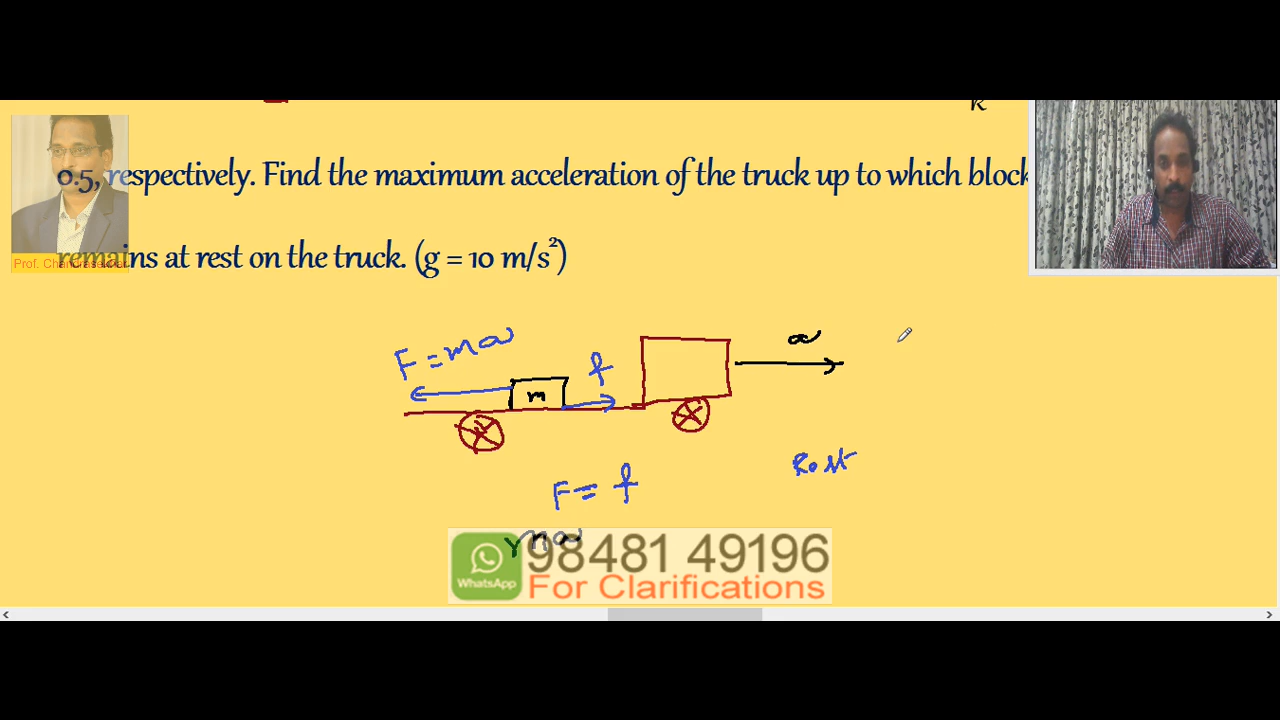 k
0.5, respectively. Find the maximum acceleration of the truck up to which block
remains at rest on the truck. (g = 10 m/s²)
Prof. Chandrasekhar
F = ma
f
a
m
Rest
F = f
ma
98481 49196
WhatsApp
For Clarifications